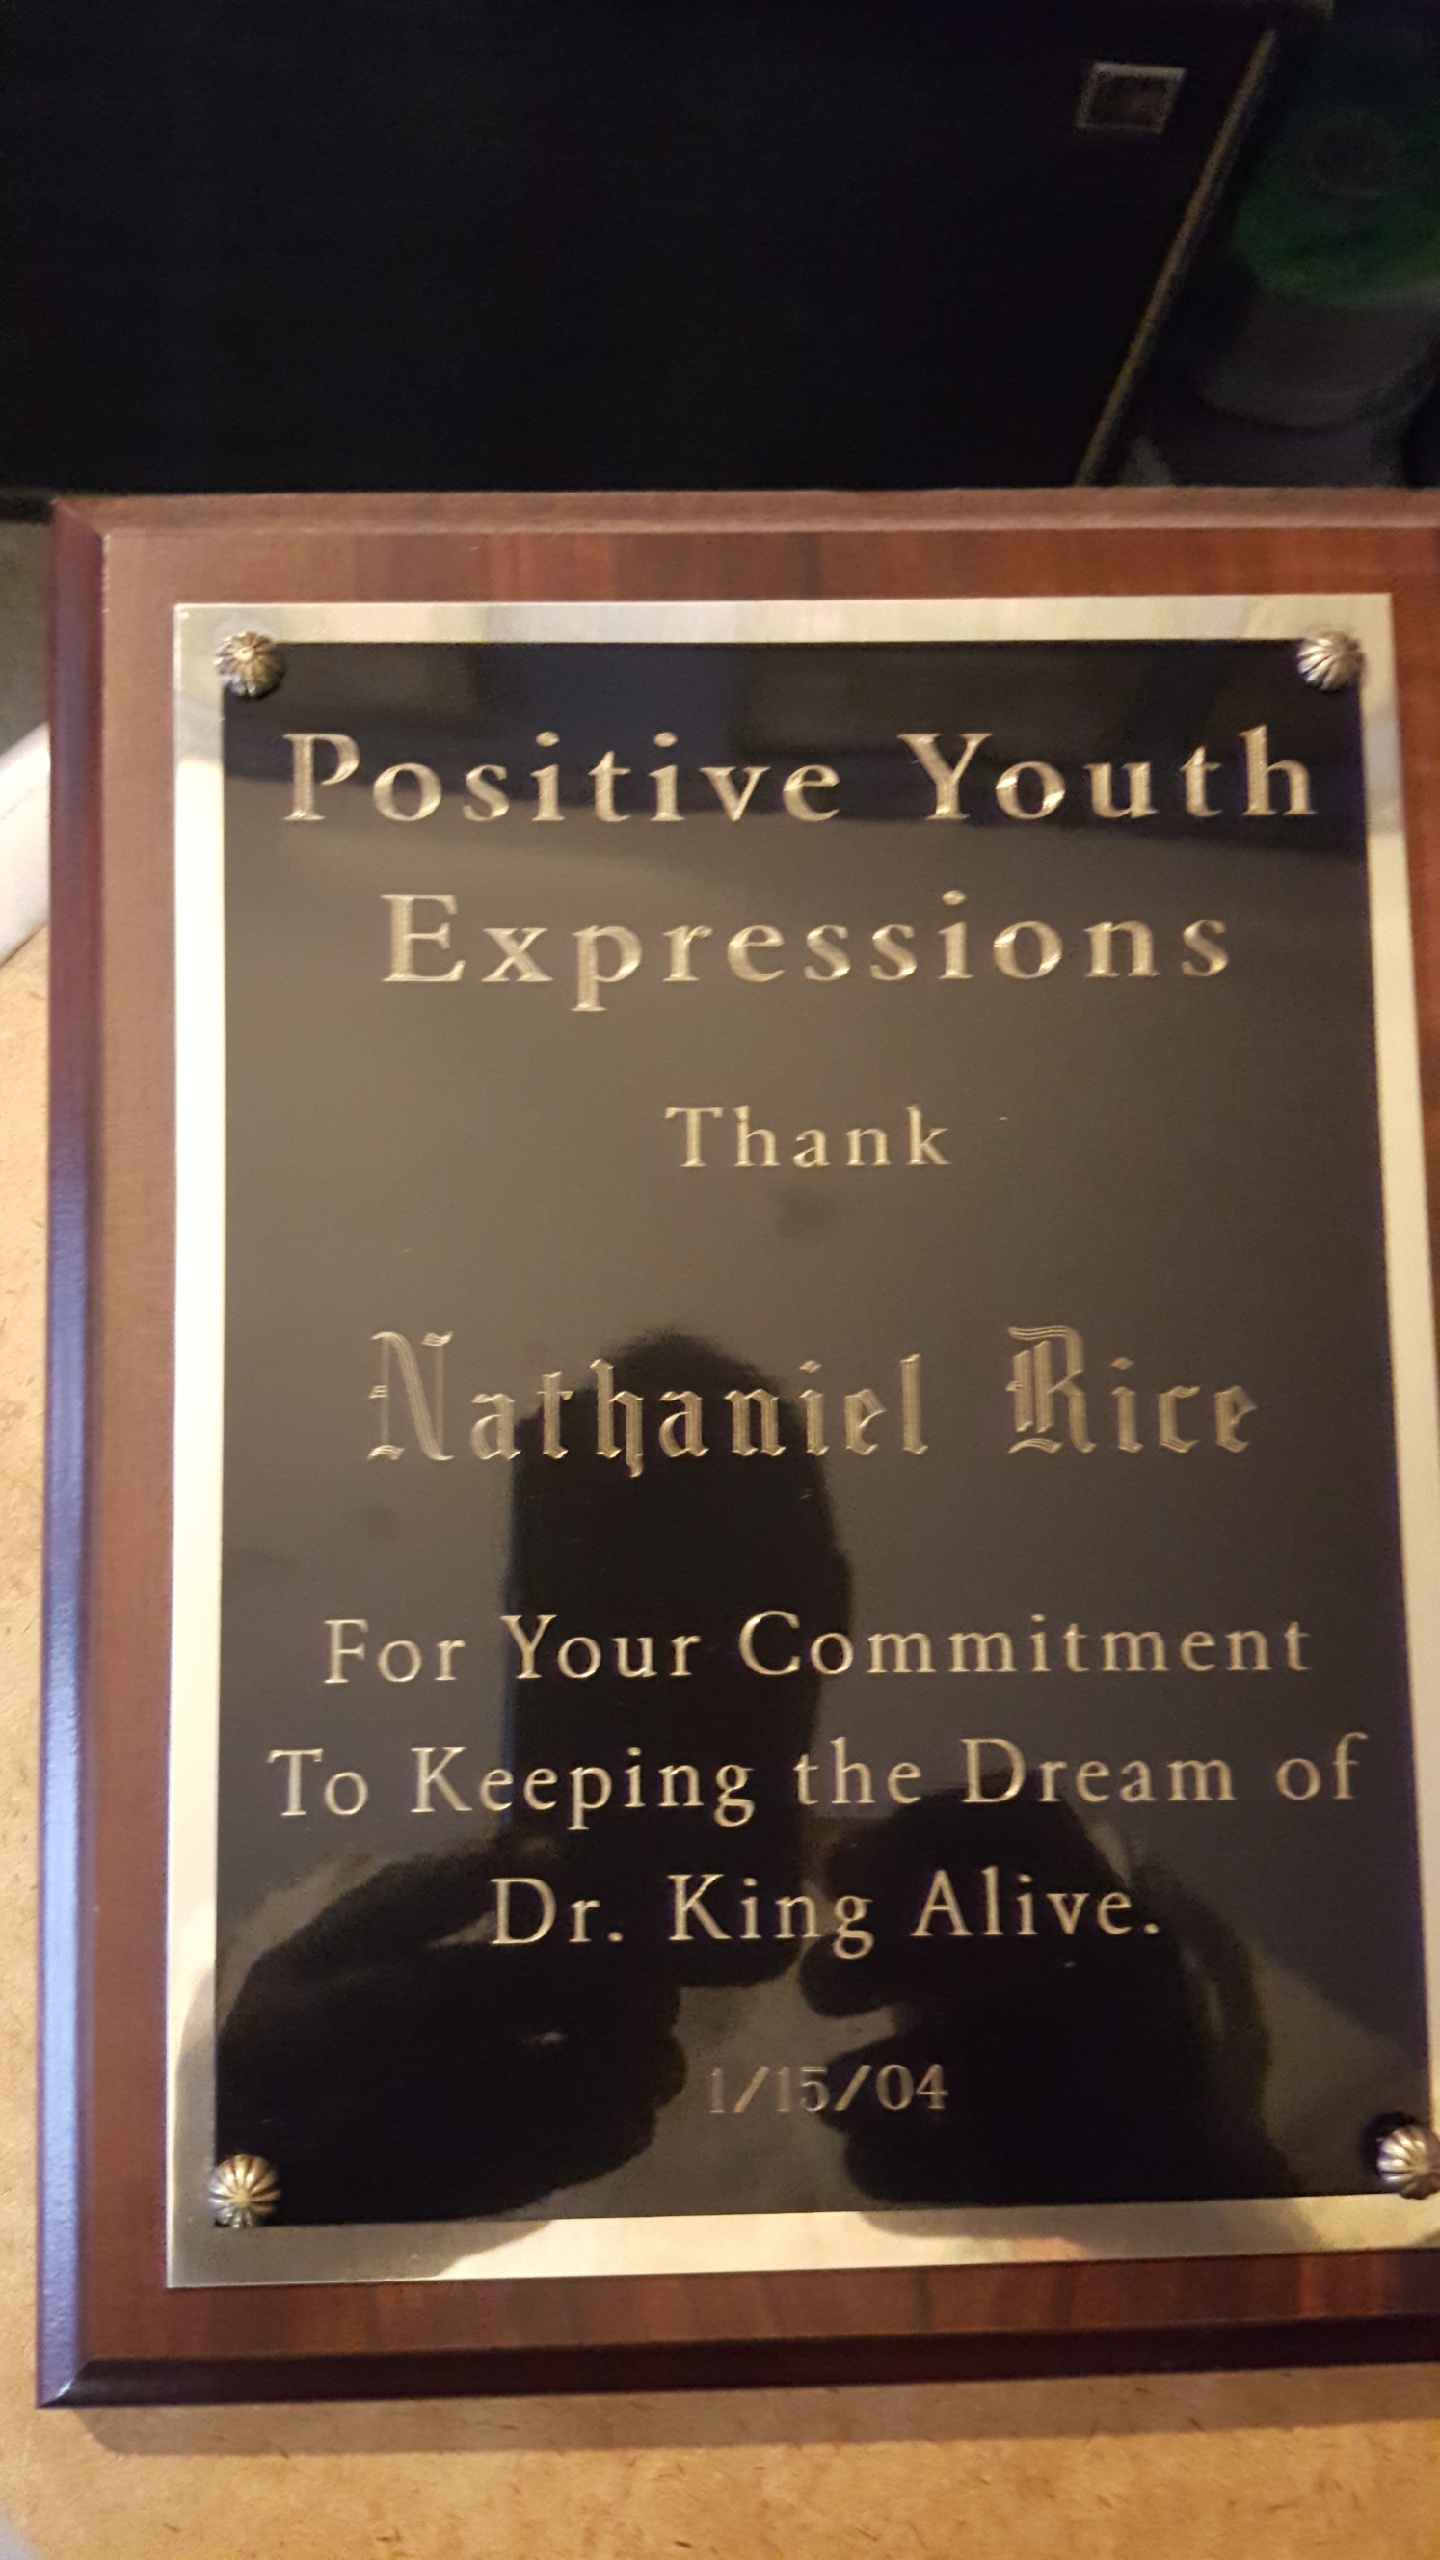 Positive Youth
Expressions
Thank
Nathaniel Rice
For Your Commitment
To Keeping the Dream of
Dr. King Alive.
1/15/04